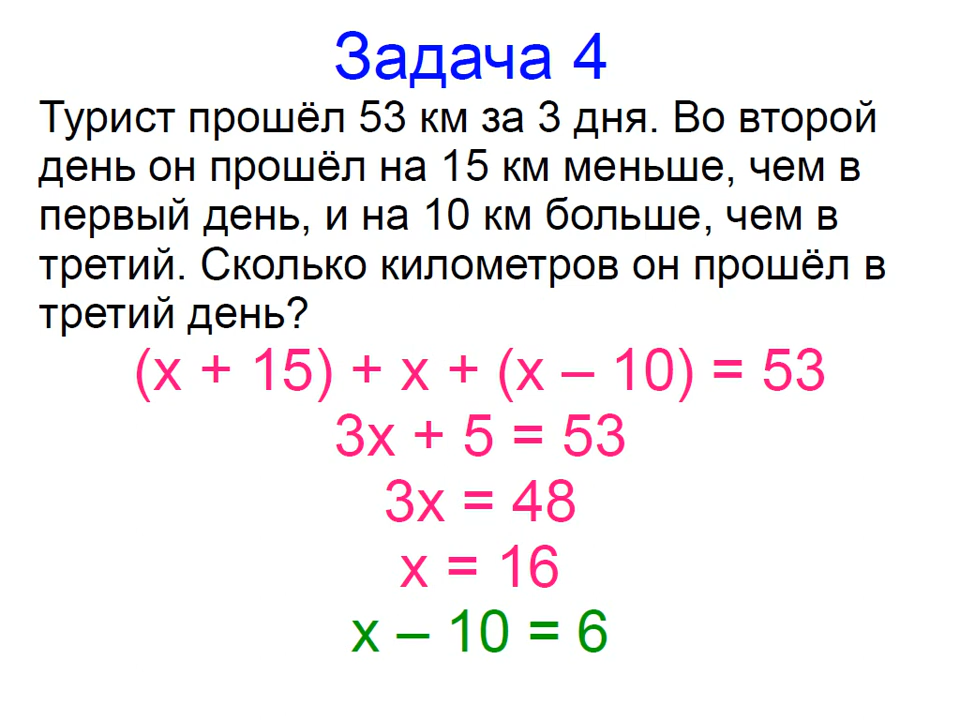 Задача 4
Турист прошёл 53 км за 3 дня. Во второй
день он прошёл на 15 км меньше, чем в
первый день, и на 10 км больше, чем в
третий. Сколько километров он прошёл в
третий день?
(х + 15) + х + (х – 10) = 53
3х + 5 = 53
3х = 48
х = 16
х – 10 = 6